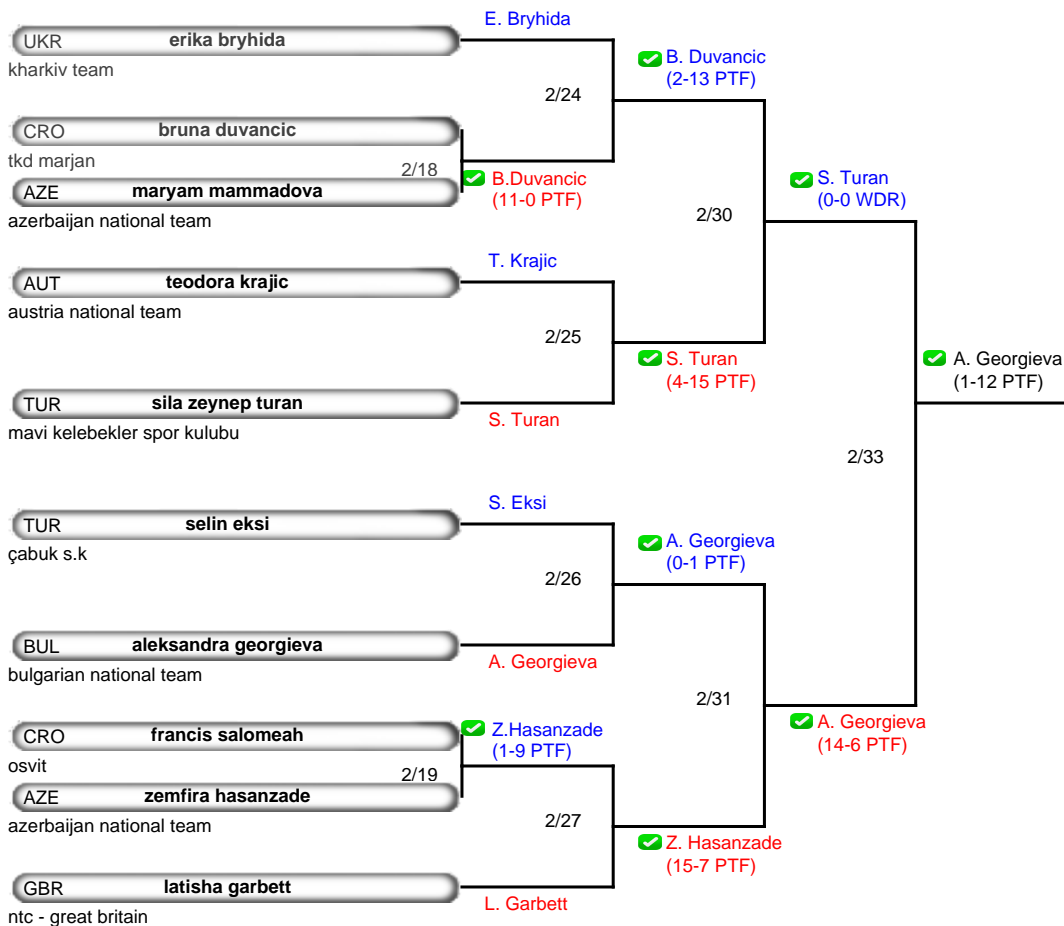 E. Bryhida
UKR erika bryhida
kharkiv team
B. Duvancic
(2-13 PTF)
2/24
CRO bruna duvancic
tkd marjan
2/18
B.Duvancic
(11-0 PTF)
AZE maryam mammadova
azerbaijan national team
S. Turan
(0-0 WDR)
2/30
T. Krajic
AUT teodora krajic
austria national team
2/25
S. Turan
(4-15 PTF)
A. Georgieva
(1-12 PTF)
TUR sila zeynep turan
S. Turan
mavi kelebekler spor kulubu
2/33
S. Eksi
TUR selin eksi
çabuk s.k
A. Georgieva
(0-1 PTF)
2/26
BUL aleksandra georgieva
A. Georgieva
bulgarian national team
2/31
A. Georgieva
(14-6 PTF)
CRO francis salomeah
Z.Hasanzade
(1-9 PTF)
osvit
2/19
AZE zemfira hasanzade
azerbaijan national team
2/27
Z. Hasanzade
(15-7 PTF)
GBR latisha garbett
L. Garbett
ntc - great britain